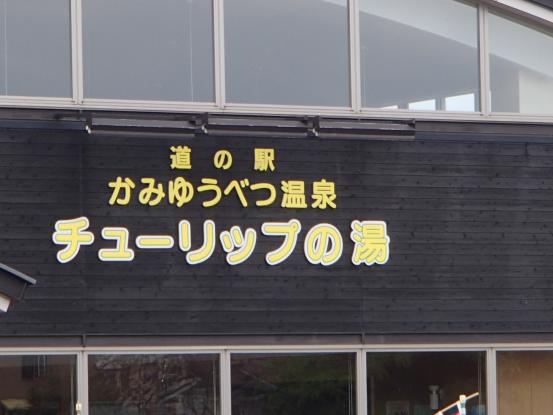 道の駅
かみゆうべつ温泉
チューリップの湯